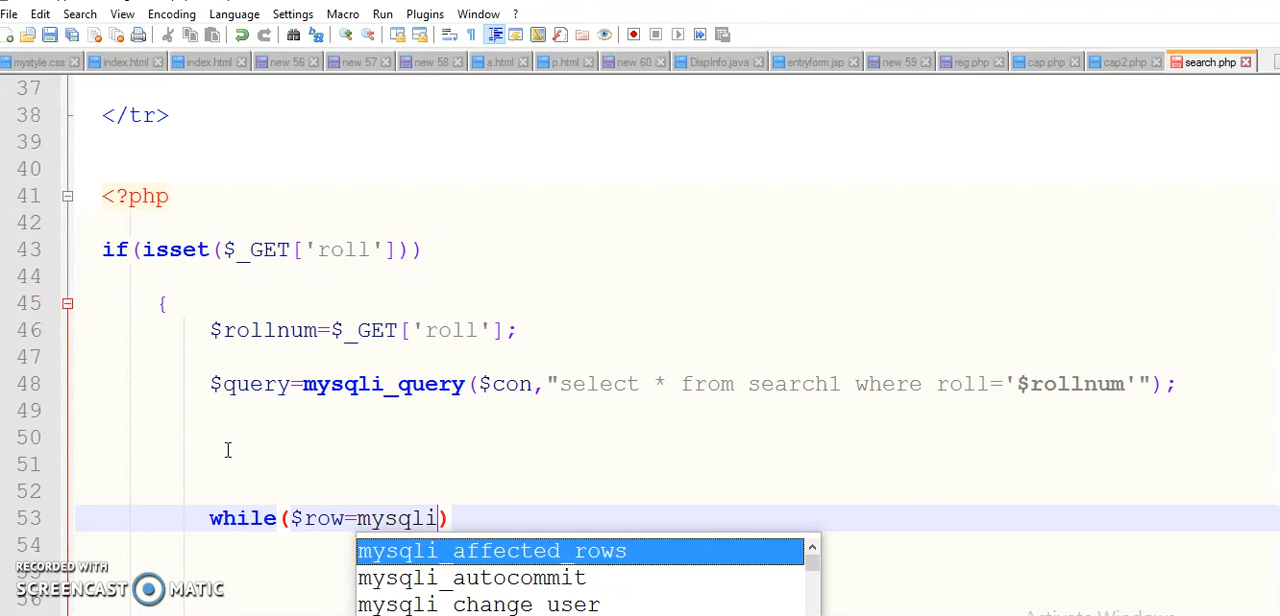 File Edit Search View Encoding Language Settings Macro Run Plugins Window ?
mystyle.css index.html index.html new 56 new 57 new 58 a.html p.html new 60 DispInfo.java entryform.jsp new 59 reg.php cap.php cap2.php search.php
37
38 </tr>
39
40
41 <?php
42
43 if(isset($_GET['roll']))
44
45 {
46 $rollnum=$_GET['roll'];
47
48 $query=mysqli_query($con,"select * from search1 where roll='$rollnum'");
49
50
51
52
53 while($row=mysqli)
54
mysqli_affected_rows
mysqli_autocommit
mysqli_change_user
RECORDED WITH
SCREENCAST MATIC